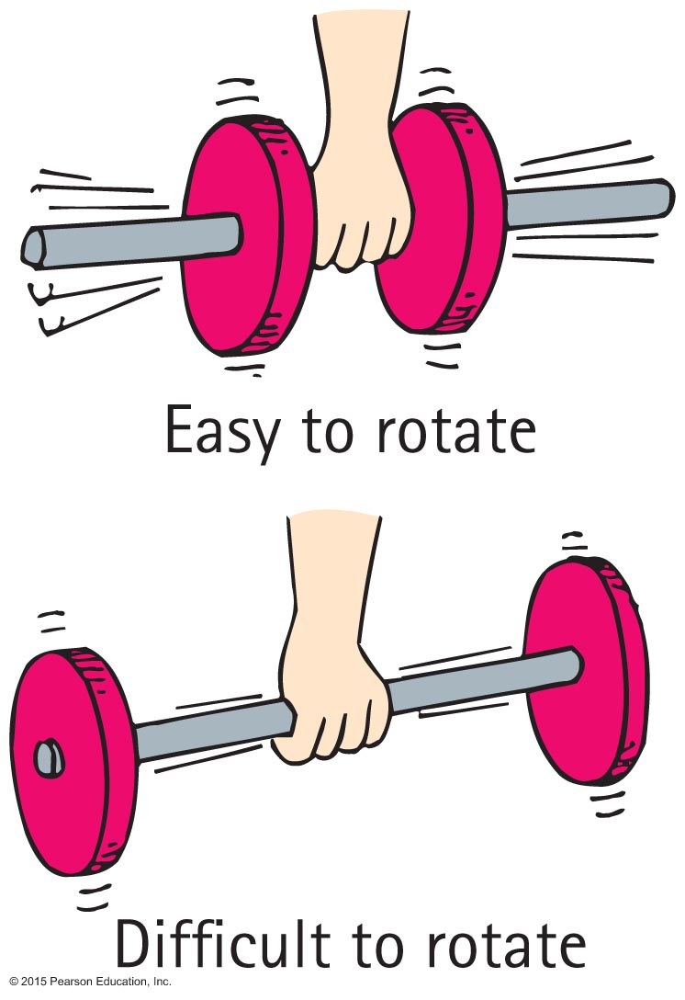 Easy to rotate
Difficult to rotate
© 2015 Pearson Education, Inc.